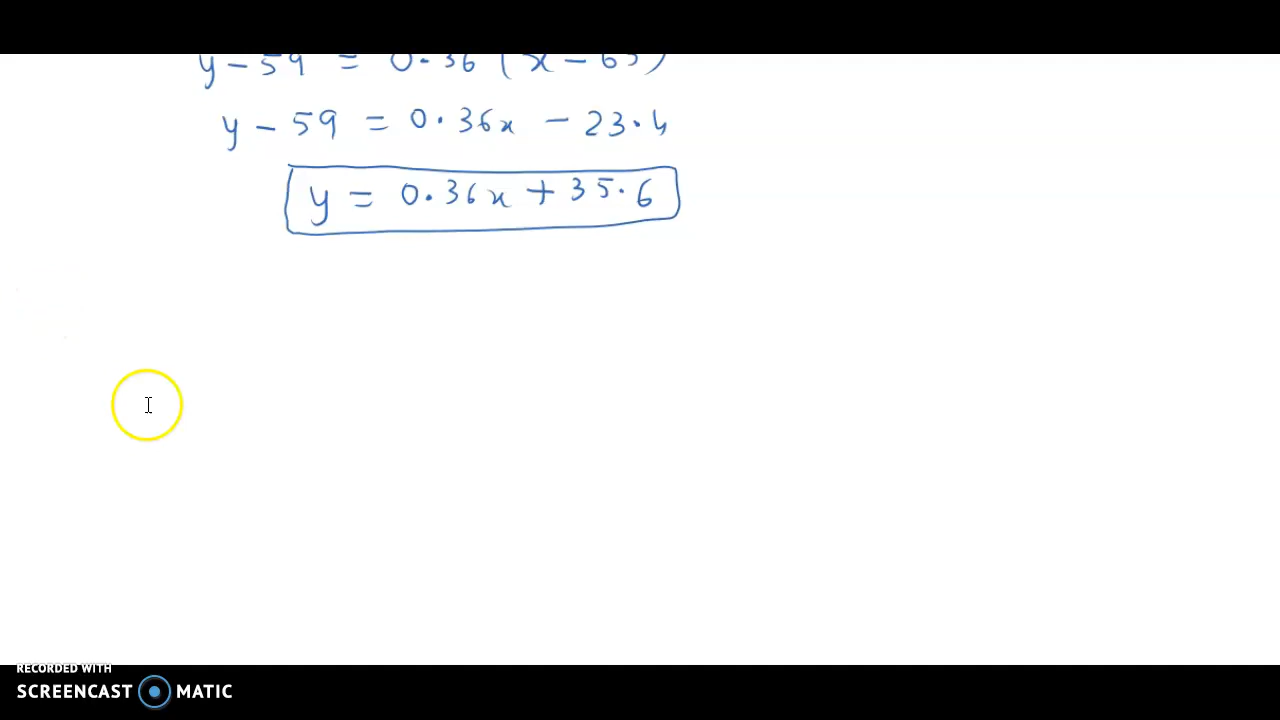 y - 59 = 0.36 (x - 65)
y - 59 = 0.36x - 23.4
y = 0.36x + 35.6
RECORDED WITH
SCREENCAST MATIC